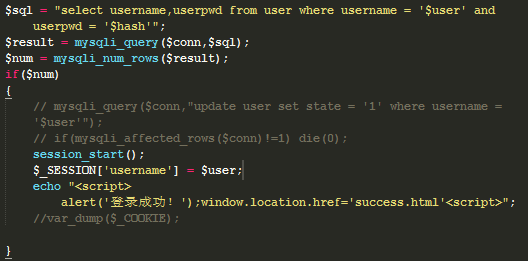 $sql = "select username,userpwd from user where username = '$user' and
userpwd = '$hash'";
$result = mysqli_query($conn,$sql);
$num = mysqli_num_rows($result);
if($num)
{
// mysqli_query($conn,"update user set state = '1' where username =
'$user'");
// if(mysqli_affected_rows($conn)!=1) die(0);
session_start();
$_SESSION['username'] = $user;
echo "<script>
alert('登录成功！');window.location.href='success.html'<script>";
//var_dump($_COOKIE);
}